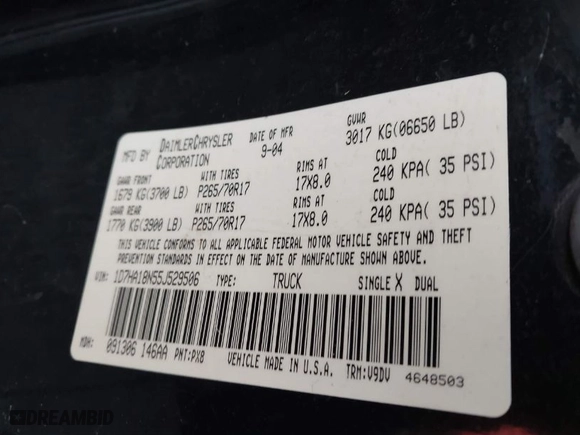 MFD BY DAIMLERCHRYSLER CORPORATION DATE OF MFR 9-04 GVWR 3017 KG(06650 LB)
GAWR FRONT WITH TIRES RIMS AT COLD
1679 KG(3700 LB) P265/70R17 17X8.0 240 KPA( 35 PSI)
GAWR REAR WITH TIRES RIMS AT COLD
1770 KG(3900 LB) P265/70R17 17X8.0 240 KPA( 35 PSI)
THIS VEHICLE CONFORMS TO ALL APPLICABLE FEDERAL MOTOR VEHICLE SAFETY AND THEFT
PREVENTION STANDARDS IN EFFECT ON THE DATE OF MANUFACTURE SHOWN ABOVE.
VIN: 1D7HA18N55J529506 TYPE: TRUCK SINGLE X DUAL
MDH: 091306 146AA PNT:PX8 VEHICLE MADE IN U.S.A. TRM:V9DV 4648503
DREAMBID